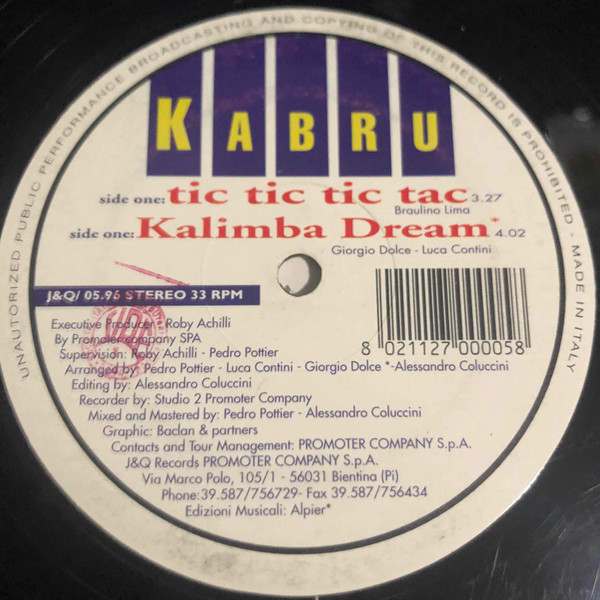 UNAUTHORIZED PUBLIC PERFORMANCE BROADCASTING AND COPYING OF THIS RECORD IS PROHIBITED - MADE IN ITALY
KABRU
side one: tic tic tic tac 3.27
Braulino Lima
side one: Kalimba Dream* 4.02
Giorgio Dolce - Luca Contini
J&Q/ 05.96 STEREO 33 RPM
8 021127 000058
Executive Producer: Roby Achilli
By Promoter company SPA
Supervision: Roby Achilli - Pedro Pottier
Arranged by: Pedro Pottier - Luca Contini - Giorgio Dolce *-Alessandro Coluccini
Editing by: Alessandro Coluccini
Recorder by: Studio 2 Promoter Company
Mixed and Mastered by: Pedro Pottier - Alessandro Coluccini
Graphic: Baclan & partners
Contacts and Tour Management: PROMOTER COMPANY S.p.A.
J&Q Records PROMOTER COMPANY S.p.A.
Via Marco Polo, 105/1 - 56031 Bientina (Pi)
Phone:39.587/756729- Fax 39.587/756434
Edizioni Musicali: Alpier*